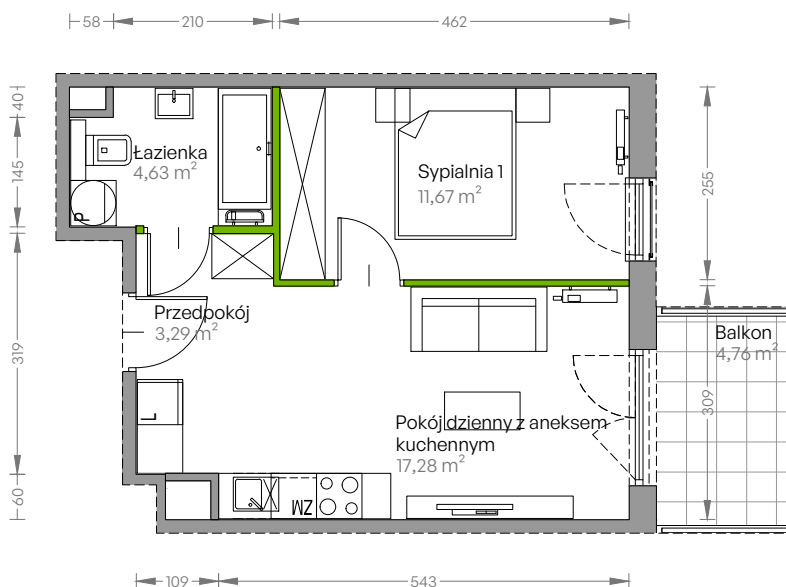 58
210
462
40
145
319
60
255
309
Łazienka
4,63 m²
P
Sypialnia 1
11,67 m²
Przedpokój
3,29 m²
Balkon
4,76 m²
L
Pokój dzienny z aneksem
kuchennym
17,28 m²
ZM
109
543